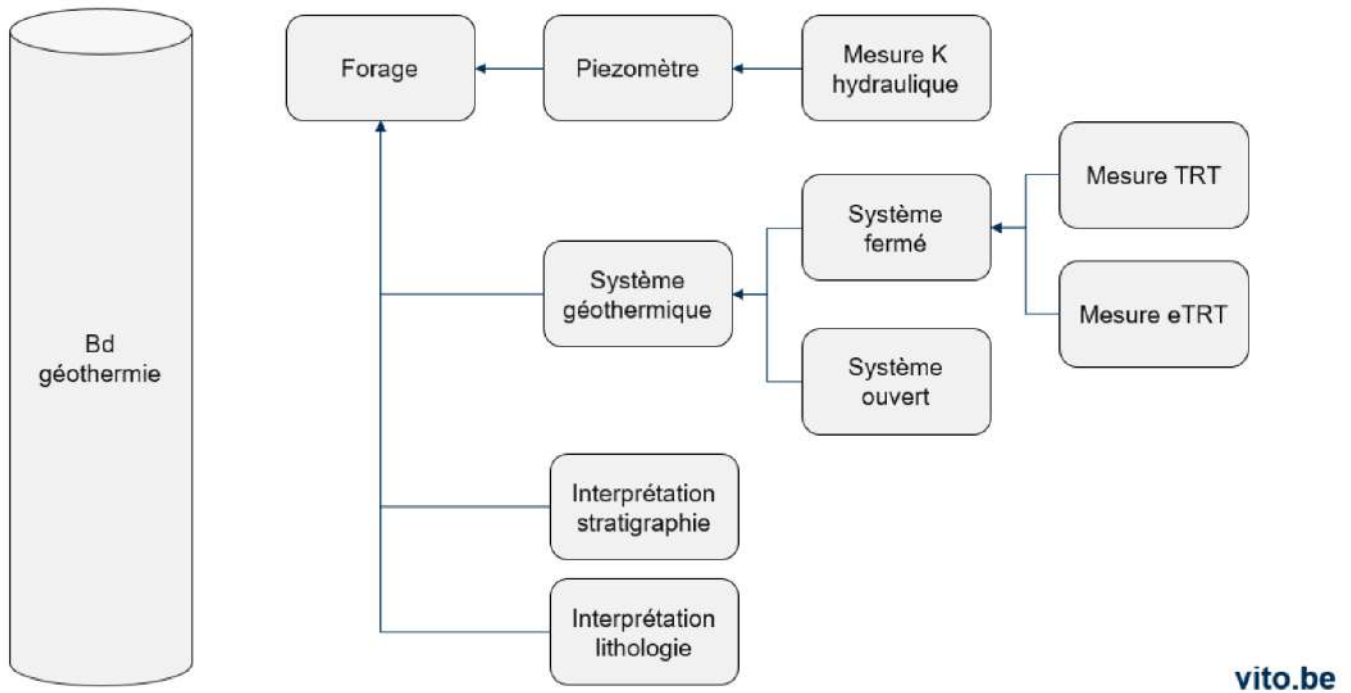 Bd
géothermie
Forage
Piezomètre
Mesure K
hydraulique
Mesure TRT
Système
fermé
Système
géothermique
Mesure eTRT
Système
ouvert
Interprétation
stratigraphie
Interprétation
lithologie
vito.be